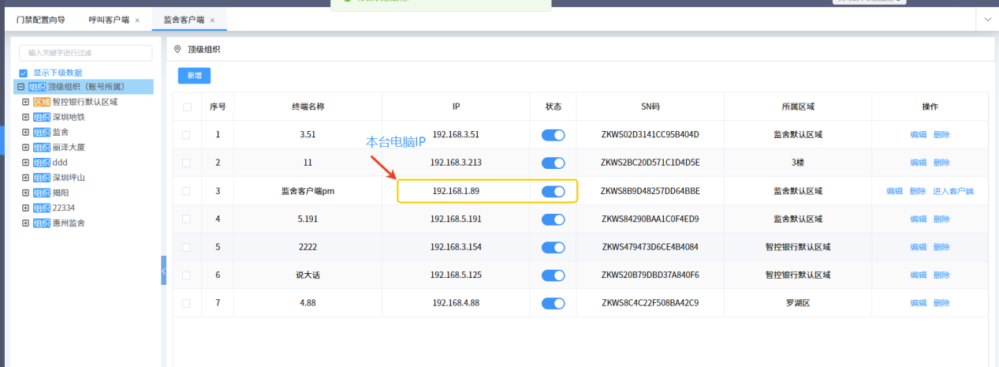 门禁配置向导 呼叫客户端 × 监舍客户端 ×
输入关键字进行过滤
显示下级数据
组织 顶级组织（账号所属）
区域 智控银行默认区域
组织 深圳地铁
组织 监舍
组织 丽泽大厦
组织 ddd
组织 深圳坪山
组织 揭阳
组织 22334
组织 惠州监舍
顶级组织
新增
序号 终端名称 IP 状态 SN码 所属区域 操作
1 3.51 192.168.3.51 ZKWS02D3141CC95B404D 监舍默认区域 编辑 删除
本台电脑IP
2 11 192.168.3.213 ZKWS2BC20D571C1D4D5E 3楼 编辑 删除
3 监舍客户端pm 192.168.1.89 ZKWS8B9D48257DD64BBE 监舍默认区域 编辑 删除 进入客户端
4 5.191 192.168.5.191 ZKWS84290BAA1C0F4ED9 监舍默认区域 编辑 删除
5 2222 192.168.3.154 ZKWS479473D6CE4B4084 智控银行默认区域 编辑 删除
6 说大话 192.168.5.125 ZKWS20B79DBD37A840F6 智控银行默认区域 编辑 删除
7 4.88 192.168.4.88 ZKWS8C4C22F508BA42C9 罗湖区 编辑 删除